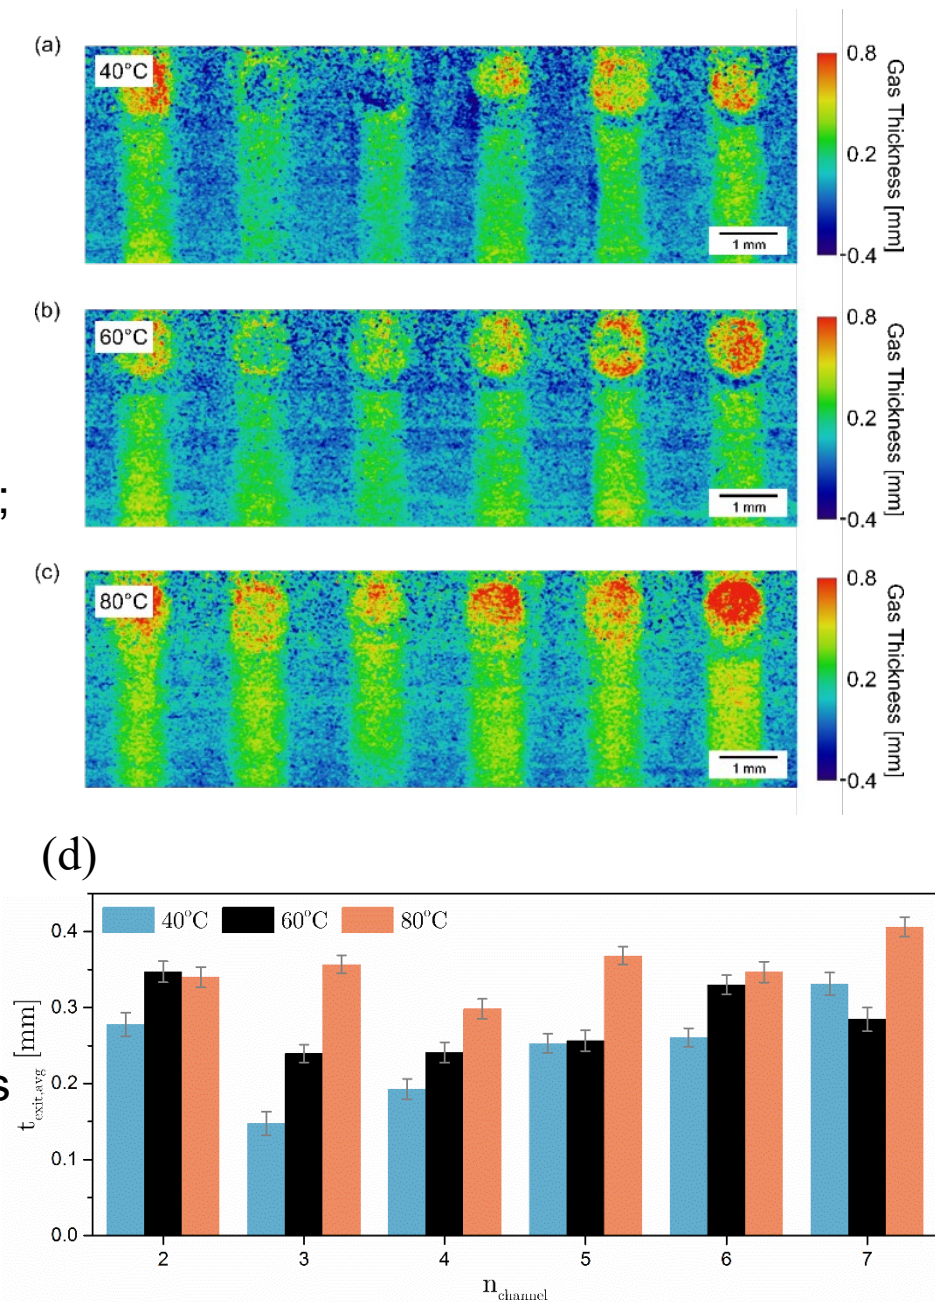 (a)
40°C
1 mm
0.8
0.2
-0.4
Gas Thickness [mm]
(b)
60°C
1 mm
0.8
0.2
-0.4
Gas Thickness [mm]
;
(c)
80°C
1 mm
0.8
0.2
-0.4
Gas Thickness [mm]
(d)
40°C 60°C 80°C
0.4
0.3
0.2
0.1
0.0
s
t_exit,avg [mm]
2 3 4 5 6 7
n_channel